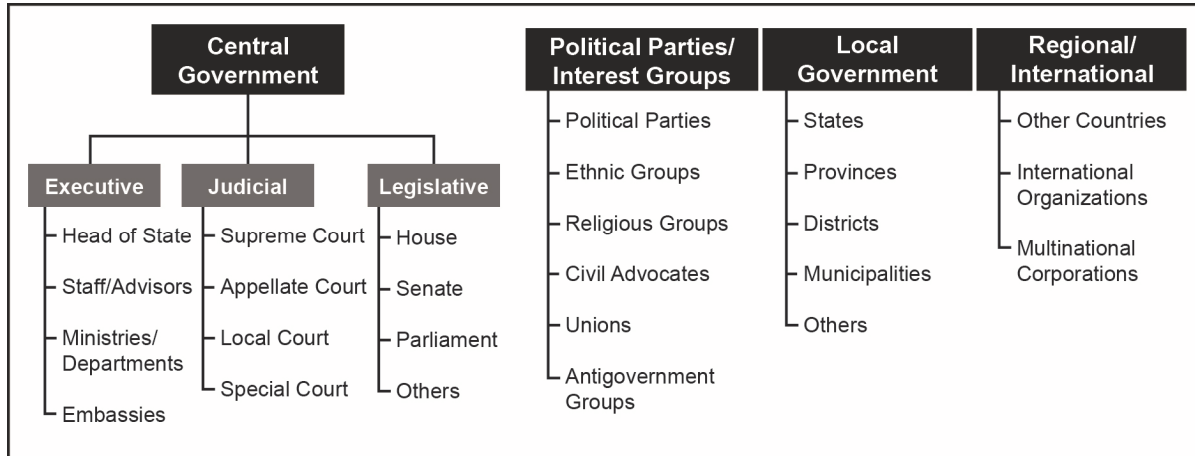 Central
Government
Executive
Head of State
Staff/Advisors
Ministries/
Departments
Embassies
Judicial
Supreme Court
Appellate Court
Local Court
Special Court
Legislative
House
Senate
Parliament
Others
Political Parties/
Interest Groups
Political Parties
Ethnic Groups
Religious Groups
Civil Advocates
Unions
Antigovernment
Groups
Local
Government
States
Provinces
Districts
Municipalities
Others
Regional/
International
Other Countries
International
Organizations
Multinational
Corporations